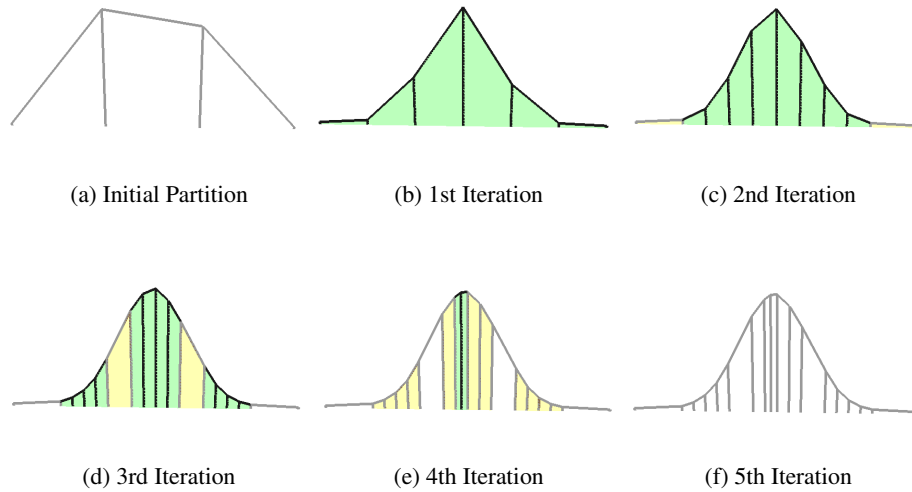 (a) Initial Partition
(b) 1st Iteration
(c) 2nd Iteration
(d) 3rd Iteration
(e) 4th Iteration
(f) 5th Iteration